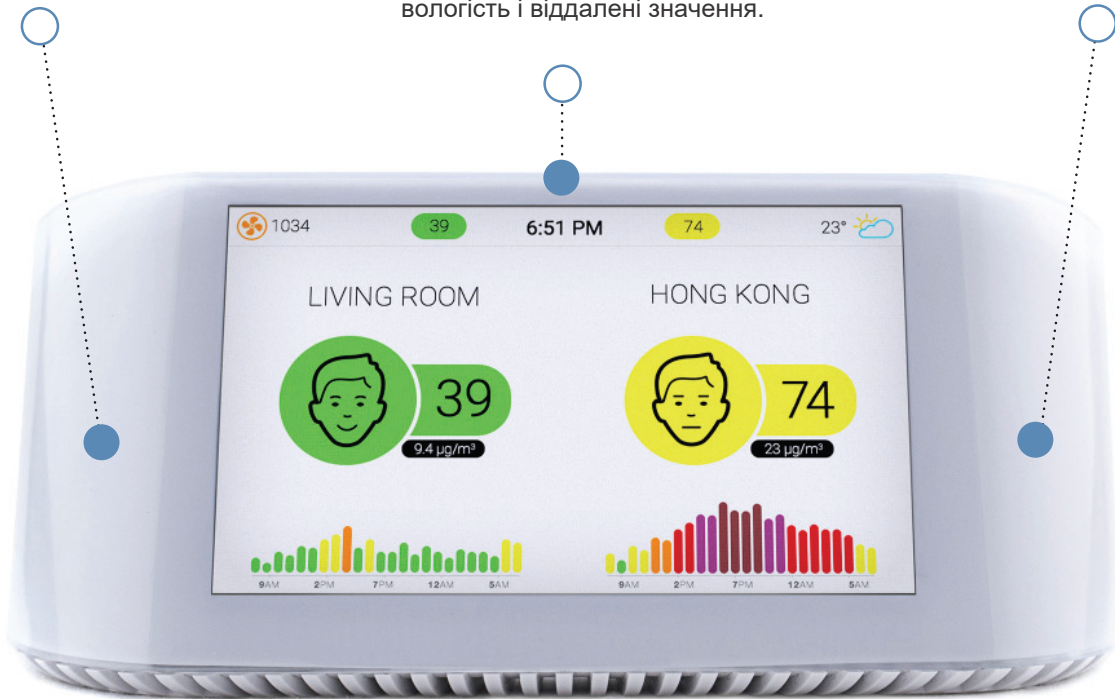 вологість і віддалені значення.
1034 39 6:51 PM 74 23°
LIVING ROOM HONG KONG
39 74
9.4 µg/m³ 23 µg/m³
9AM 2PM 7PM 12AM 5AM 9AM 2PM 7PM 12AM 5AM